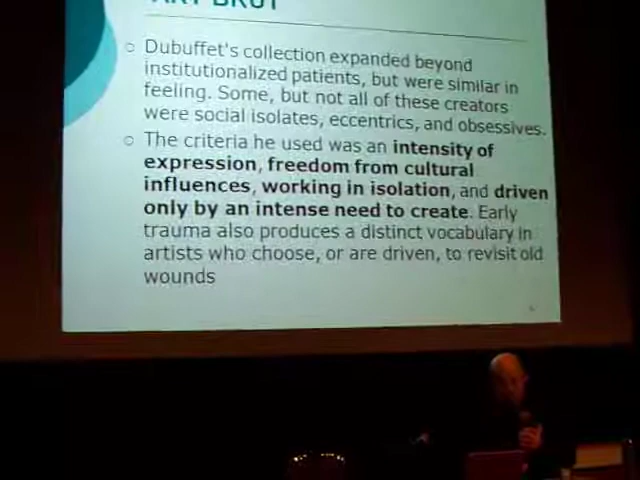 ART BRUT
○ Dubuffet's collection expanded beyond
institutionalized patients, but were similar in
feeling. Some, but not all of these creators
were social isolates, eccentrics, and obsessives.
○ The criteria he used was an intensity of
expression, freedom from cultural
influences, working in isolation, and driven
only by an intense need to create. Early
trauma also produces a distinct vocabulary in
artists who choose, or are driven, to revisit old
wounds